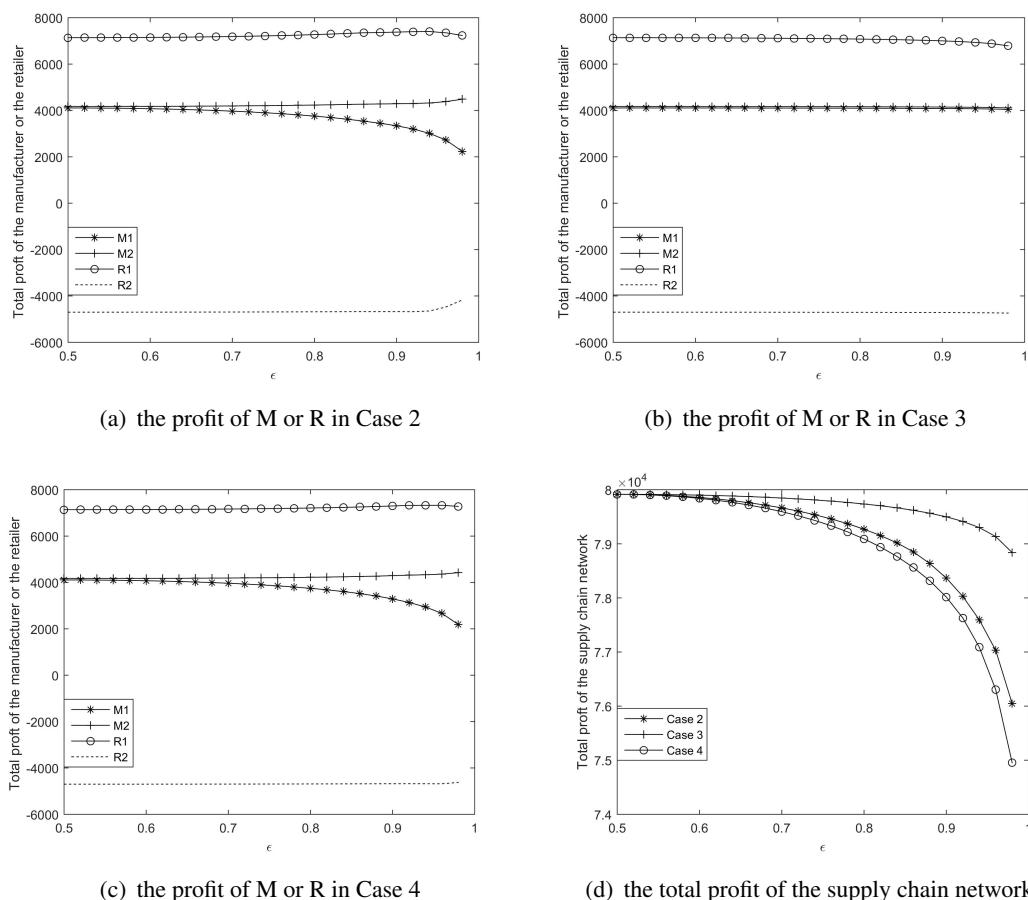 8000
6000
4000
2000
0
-2000
-4000
-6000
0.5 0.6 0.7 0.8 0.9 1
Total proft of the manufacturer or the retailer
M1
M2
R1
R2
ϵ
(a) the profit of M or R in Case 2
8000
6000
4000
2000
0
-2000
-4000
-6000
0.5 0.6 0.7 0.8 0.9 1
Total proft of the manufacturer or the retailer
M1
M2
R1
R2
ϵ
(b) the profit of M or R in Case 3
8000
6000
4000
2000
0
-2000
-4000
-6000
0.5 0.6 0.7 0.8 0.9 1
Total proft of the manufacturer or the retailer
M1
M2
R1
R2
ϵ
(c) the profit of M or R in Case 4
×10⁴
8
7.9
7.8
7.7
7.6
7.5
7.4
0.5 0.6 0.7 0.8 0.9 1
Total proft of the supply chain network
Case 2
Case 3
Case 4
ϵ
(d) the total profit of the supply chain network